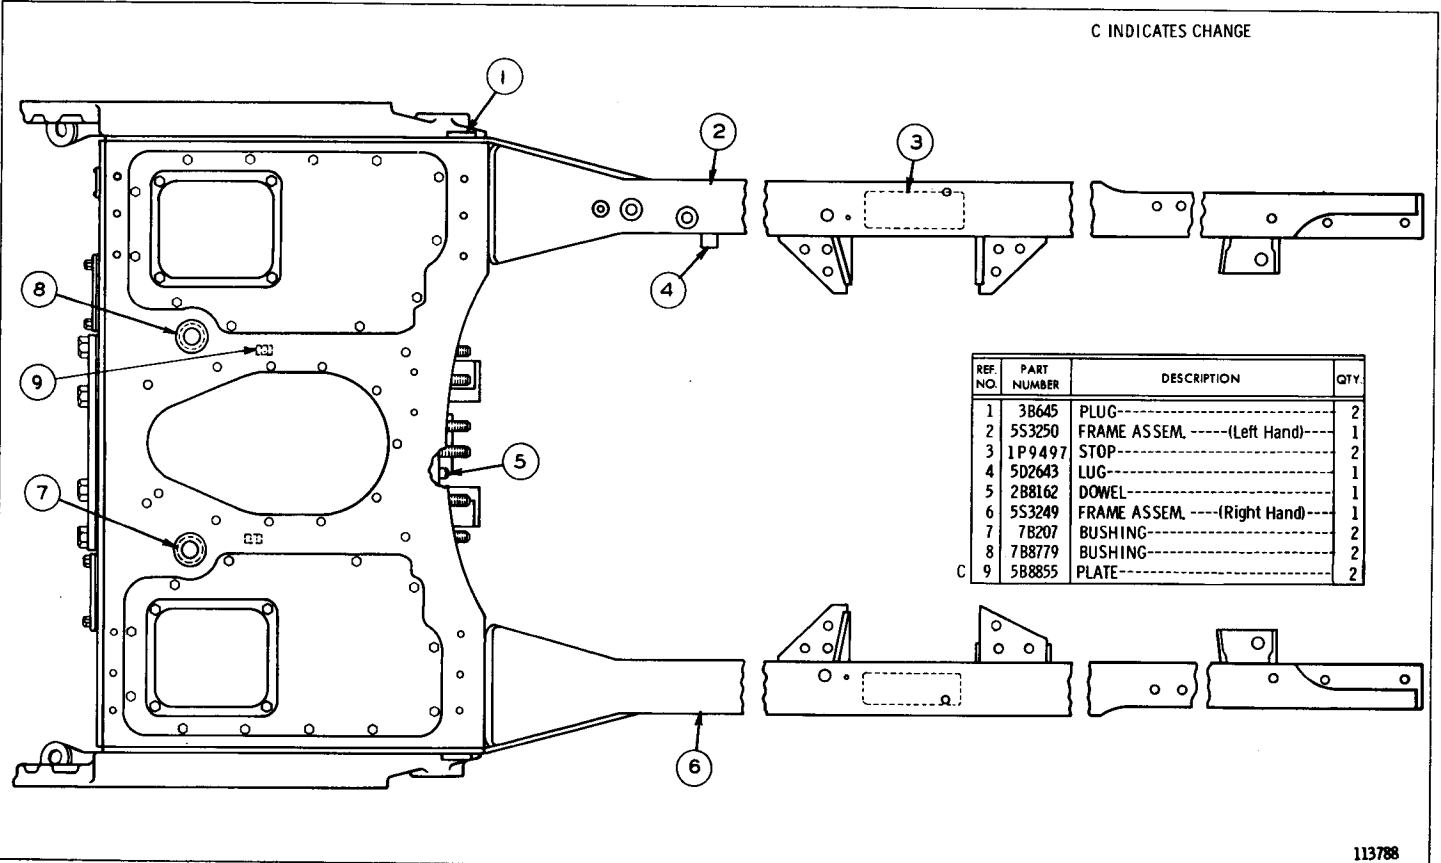 C INDICATES CHANGE
1
2
3
4
8
9
5
7
6
REF. NO. PART NUMBER DESCRIPTION QTY.
1 3B645 PLUG 2
2 5S3250 FRAME ASSEM. -----(Left Hand)---- 1
3 1P9497 STOP 2
4 5D2643 LUG 1
5 2B8162 DOWEL 1
6 5S3249 FRAME ASSEM. ----(Right Hand)---- 1
7 7B207 BUSHING 2
8 7B8779 BUSHING 2
C 9 5B8855 PLATE 2
113788